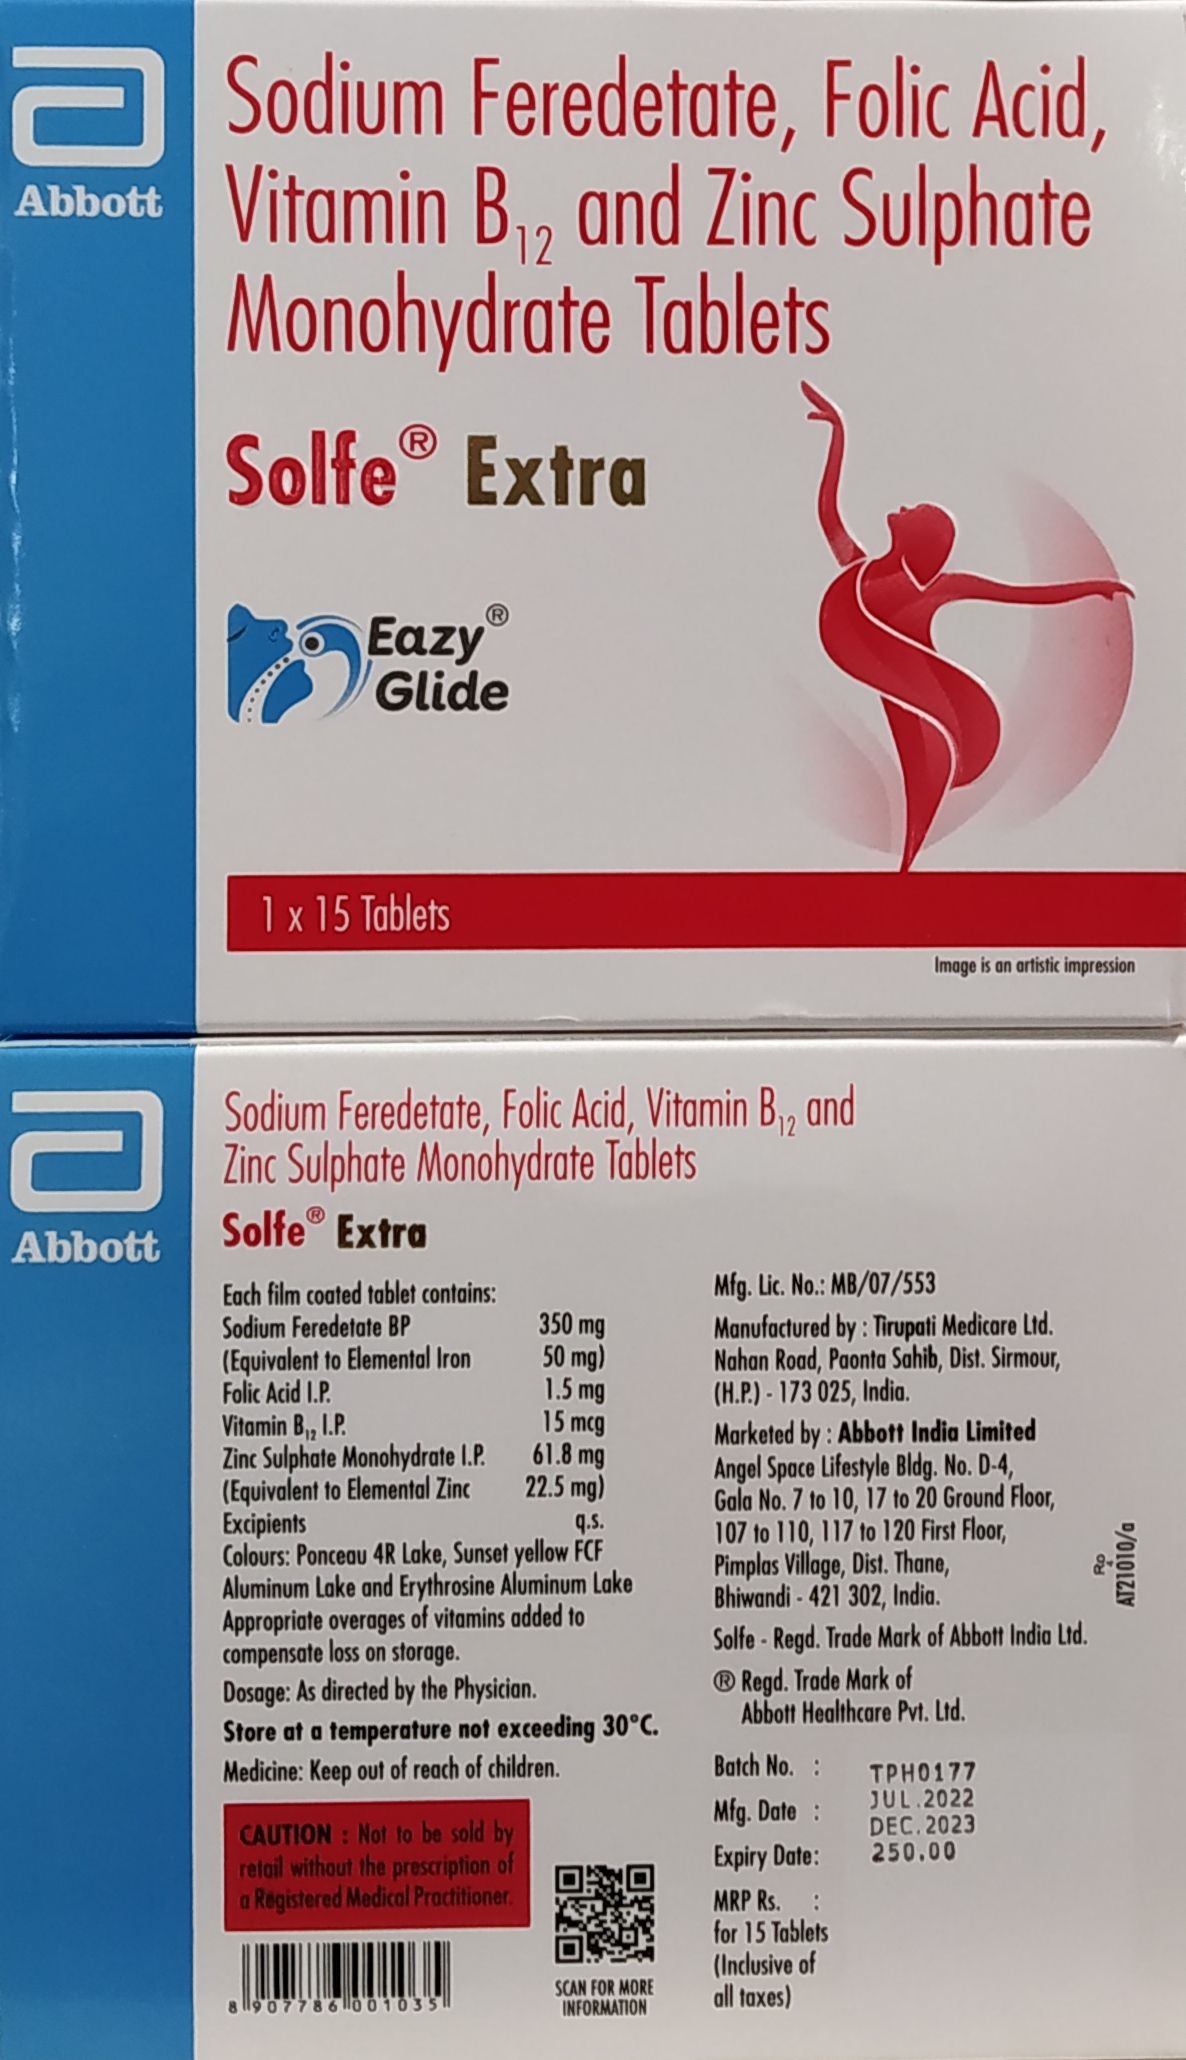 Abbott
Sodium Feredetate, Folic Acid,
Vitamin B12 and Zinc Sulphate
Monohydrate Tablets
Solfe® Extra
Eazy®
Glide
1 x 15 Tablets
Image is an artistic impression
Abbott
Sodium Feredetate, Folic Acid, Vitamin B12 and
Zinc Sulphate Monohydrate Tablets
Solfe® Extra
Each film coated tablet contains:
Sodium Feredetate BP 350 mg
(Equivalent to Elemental Iron 50 mg)
Folic Acid I.P. 1.5 mg
Vitamin B12 I.P. 15 mcg
Zinc Sulphate Monohydrate I.P. 61.8 mg
(Equivalent to Elemental Zinc 22.5 mg)
Excipients q.s.
Colours: Ponceau 4R Lake, Sunset yellow FCF
Aluminum Lake and Erythrosine Aluminum Lake
Appropriate overages of vitamins added to
compensate loss on storage.
Dosage: As directed by the Physician.
Store at a temperature not exceeding 30°C.
Medicine: Keep out of reach of children.
CAUTION : Not to be sold by
retail without the prescription of
a Registered Medical Practitioner.
8 907786 001035
SCAN FOR MORE
INFORMATION
Mfg. Lic. No.: MB/07/553
Manufactured by : Tirupati Medicare Ltd.
Nahan Road, Paonta Sahib, Dist. Sirmour,
(H.P.) - 173 025, India.
Marketed by : Abbott India Limited
Angel Space Lifestyle Bldg. No. D-4,
Gala No. 7 to 10, 17 to 20 Ground Floor,
107 to 110, 117 to 120 First Floor,
Pimplas Village, Dist. Thane,
Bhiwandi - 421 302, India.
Solfe - Regd. Trade Mark of Abbott India Ltd.
® Regd. Trade Mark of
Abbott Healthcare Pvt. Ltd.
Batch No. : TPH0177
Mfg. Date : JUL.2022
Expiry Date: DEC.2023
MRP Rs. : 250.00
for 15 Tablets
(Inclusive of
all taxes)
Ro
4
AT21010/a